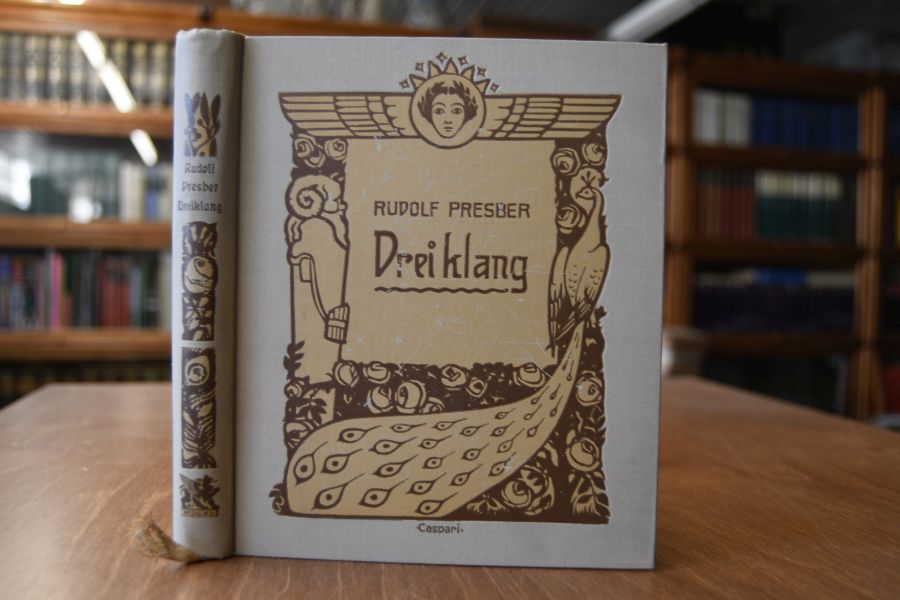 Rudolf
Presber
Dreiklang
RUDOLF PRESBER
Dreiklang
·Caspari·